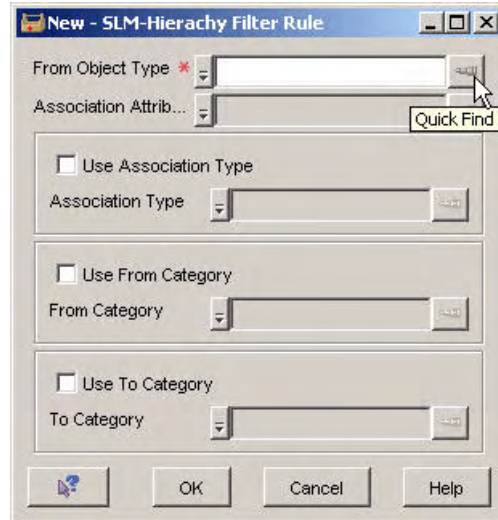 New - SLM-Hierachy Filter Rule
From Object Type *
Association Attrib...
Quick Find
Use Association Type
Association Type
Use From Category
From Category
Use To Category
To Category
? OK Cancel Help